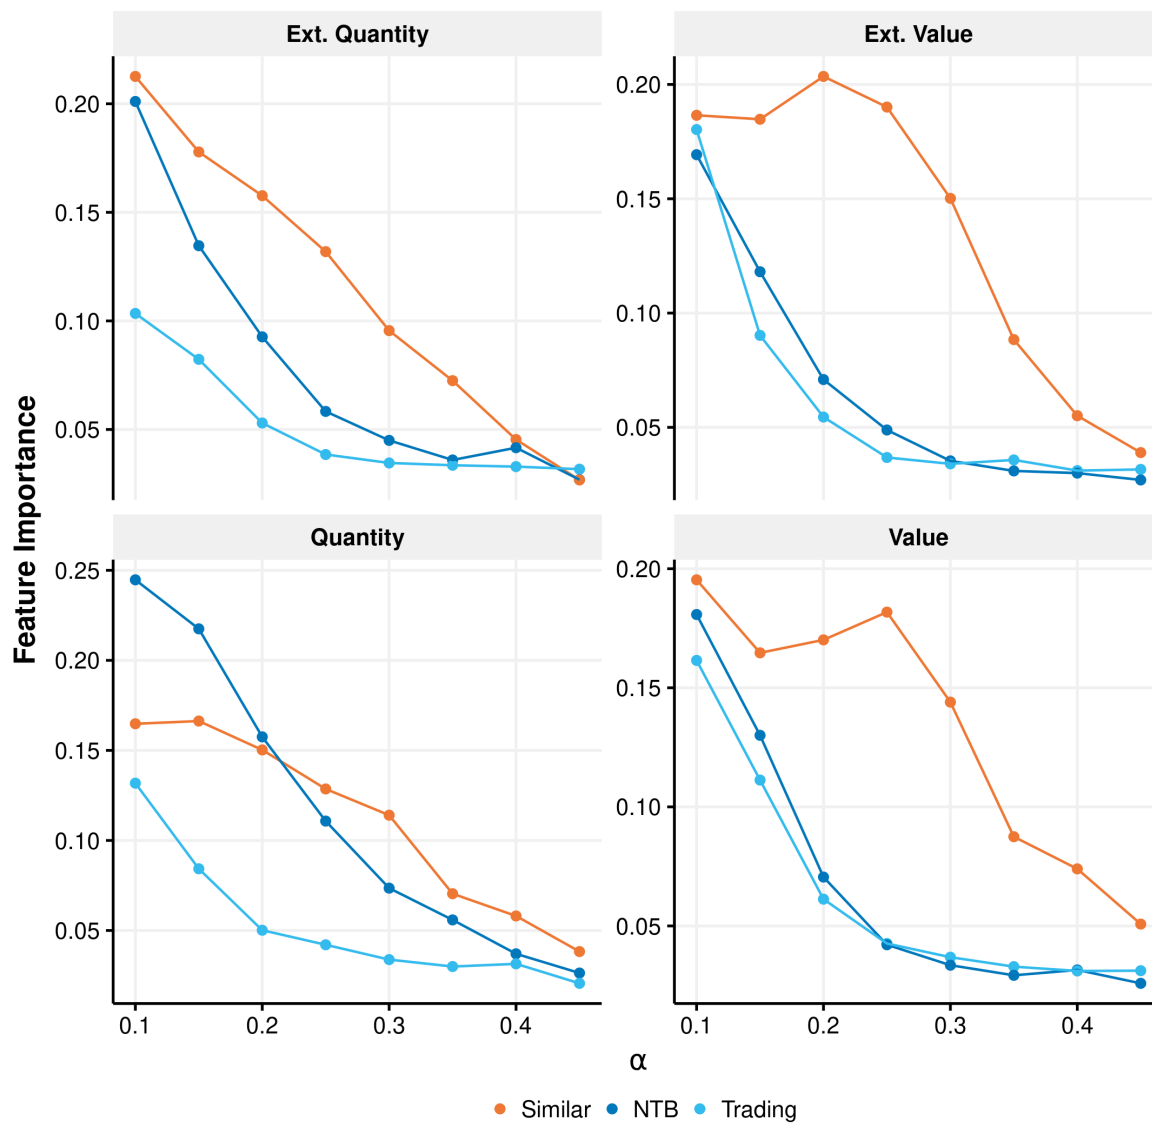 Ext. Quantity
Ext. Value
0.20
0.15
0.10
0.05
0.20
0.15
0.10
0.05
Feature Importance
Quantity
Value
0.25
0.20
0.15
0.10
0.05
0.20
0.15
0.10
0.05
0.1 0.2 0.3 0.4
0.1 0.2 0.3 0.4
α
Similar NTB Trading